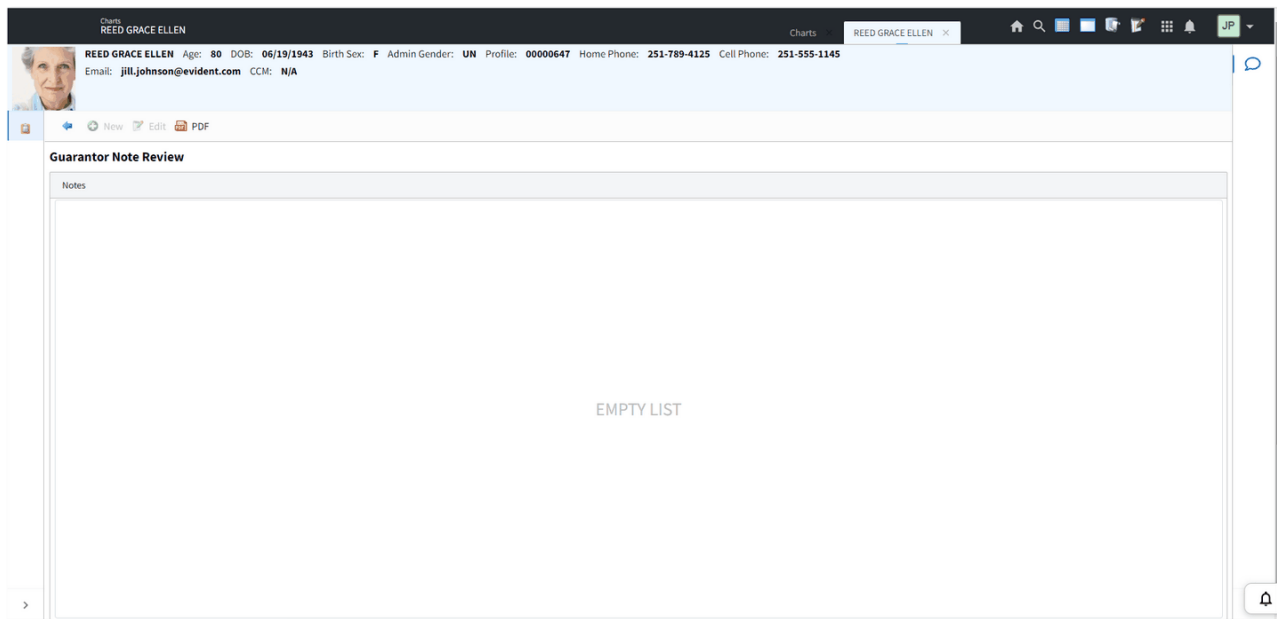 Charts
REED GRACE ELLEN
Charts
REED GRACE ELLEN
JP
REED GRACE ELLEN Age: 80 DOB: 06/19/1943 Birth Sex: F Admin Gender: UN Profile: 00000647 Home Phone: 251-789-4125 Cell Phone: 251-555-1145
Email: jill.johnson@evident.com CCM: N/A
New Edit PDF
Guarantor Note Review
Notes
EMPTY LIST